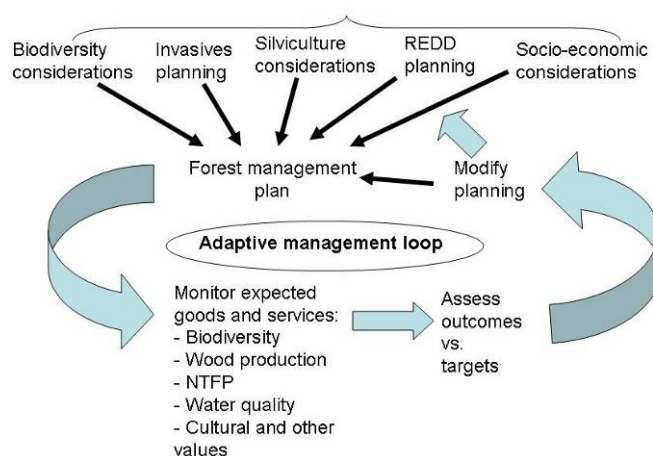 Biodiversity considerations
Invasives planning
Silviculture considerations
REDD planning
Socio-economic considerations
Forest management plan
Modify planning
Adaptive management loop
Monitor expected
goods and services:
- Biodiversity
- Wood production
- NTFP
- Water quality
- Cultural and other
values
Assess
outcomes
vs.
targets